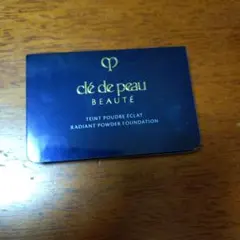 clé de peau
BEAUTÉ
TEINT POUDRE ÉCLAT
RADIANT POWDER FOUNDATION